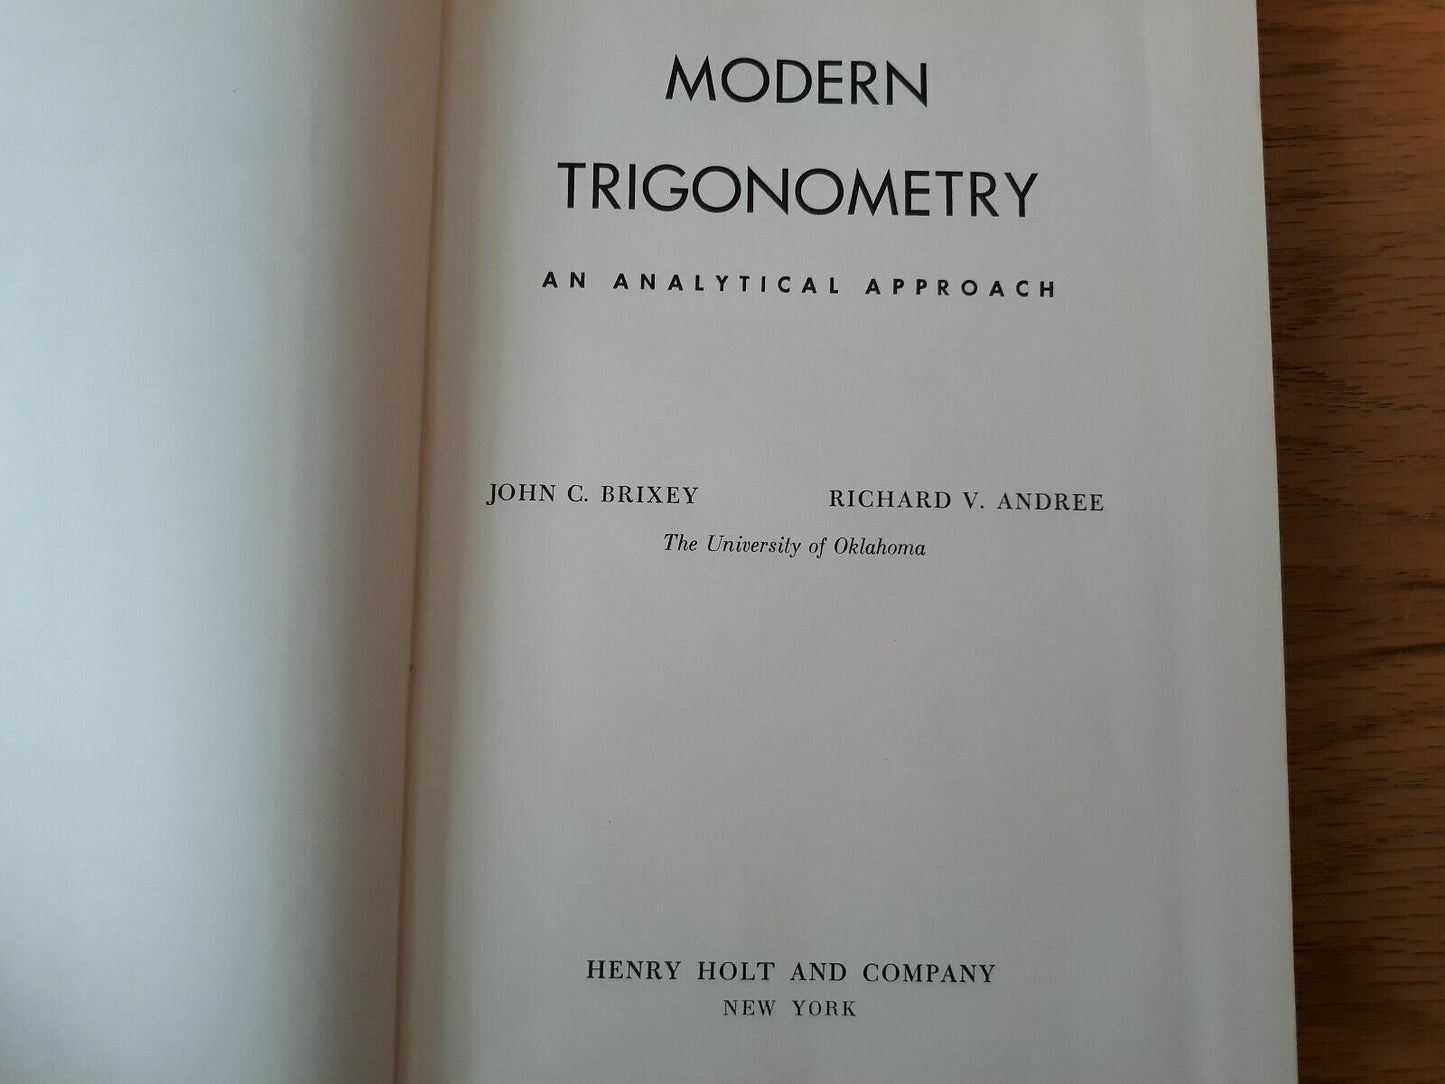 MODERN
TRIGONOMETRY
AN ANALYTICAL APPROACH
JOHN C. BRIXEY RICHARD V. ANDREE
The University of Oklahoma
HENRY HOLT AND COMPANY
NEW YORK